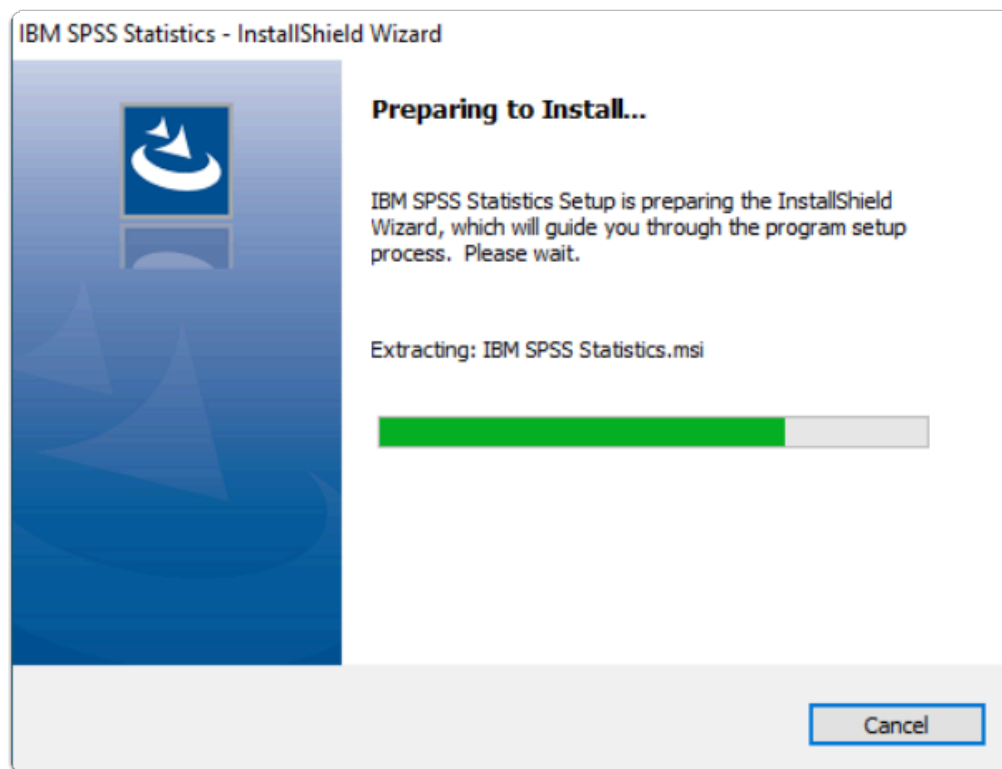 IBM SPSS Statistics - InstallShield Wizard
Preparing to Install...
IBM SPSS Statistics Setup is preparing the InstallShield
Wizard, which will guide you through the program setup
process.  Please wait.
Extracting: IBM SPSS Statistics.msi
Cancel